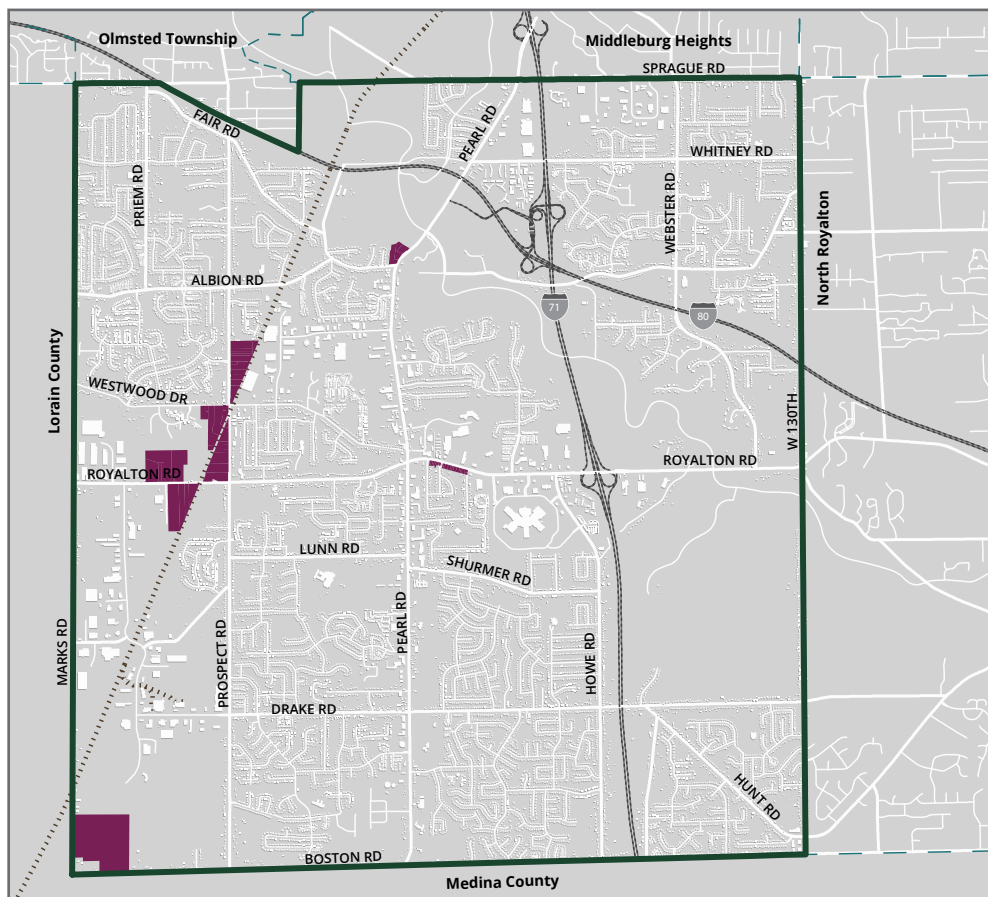 Olmsted Township
Middleburg Heights
SPRAGUE RD
FAIR RD
PEARL RD
WHITNEY RD
PRIEM RD
WEBSTER RD
North Royalton
ALBION RD
71
80
Lorain County
WESTWOOD DR
W 130TH
ROYALTON RD
ROYALTON RD
LUNN RD
SHURMER RD
MARKS RD
PROSPECT RD
PEARL RD
HOWE RD
DRAKE RD
HUNT RD
BOSTON RD
Medina County